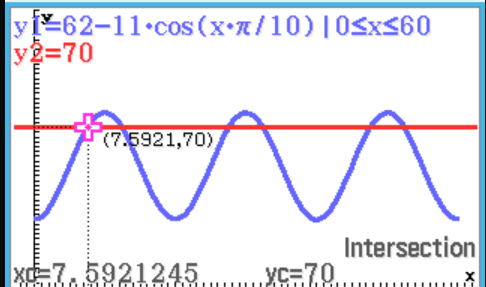 y1=62-11·cos(x·π/10)|0≤x≤60
y
y2=70
(7.5921,70)
Intersection
xc=7.5921245 yc=70
x